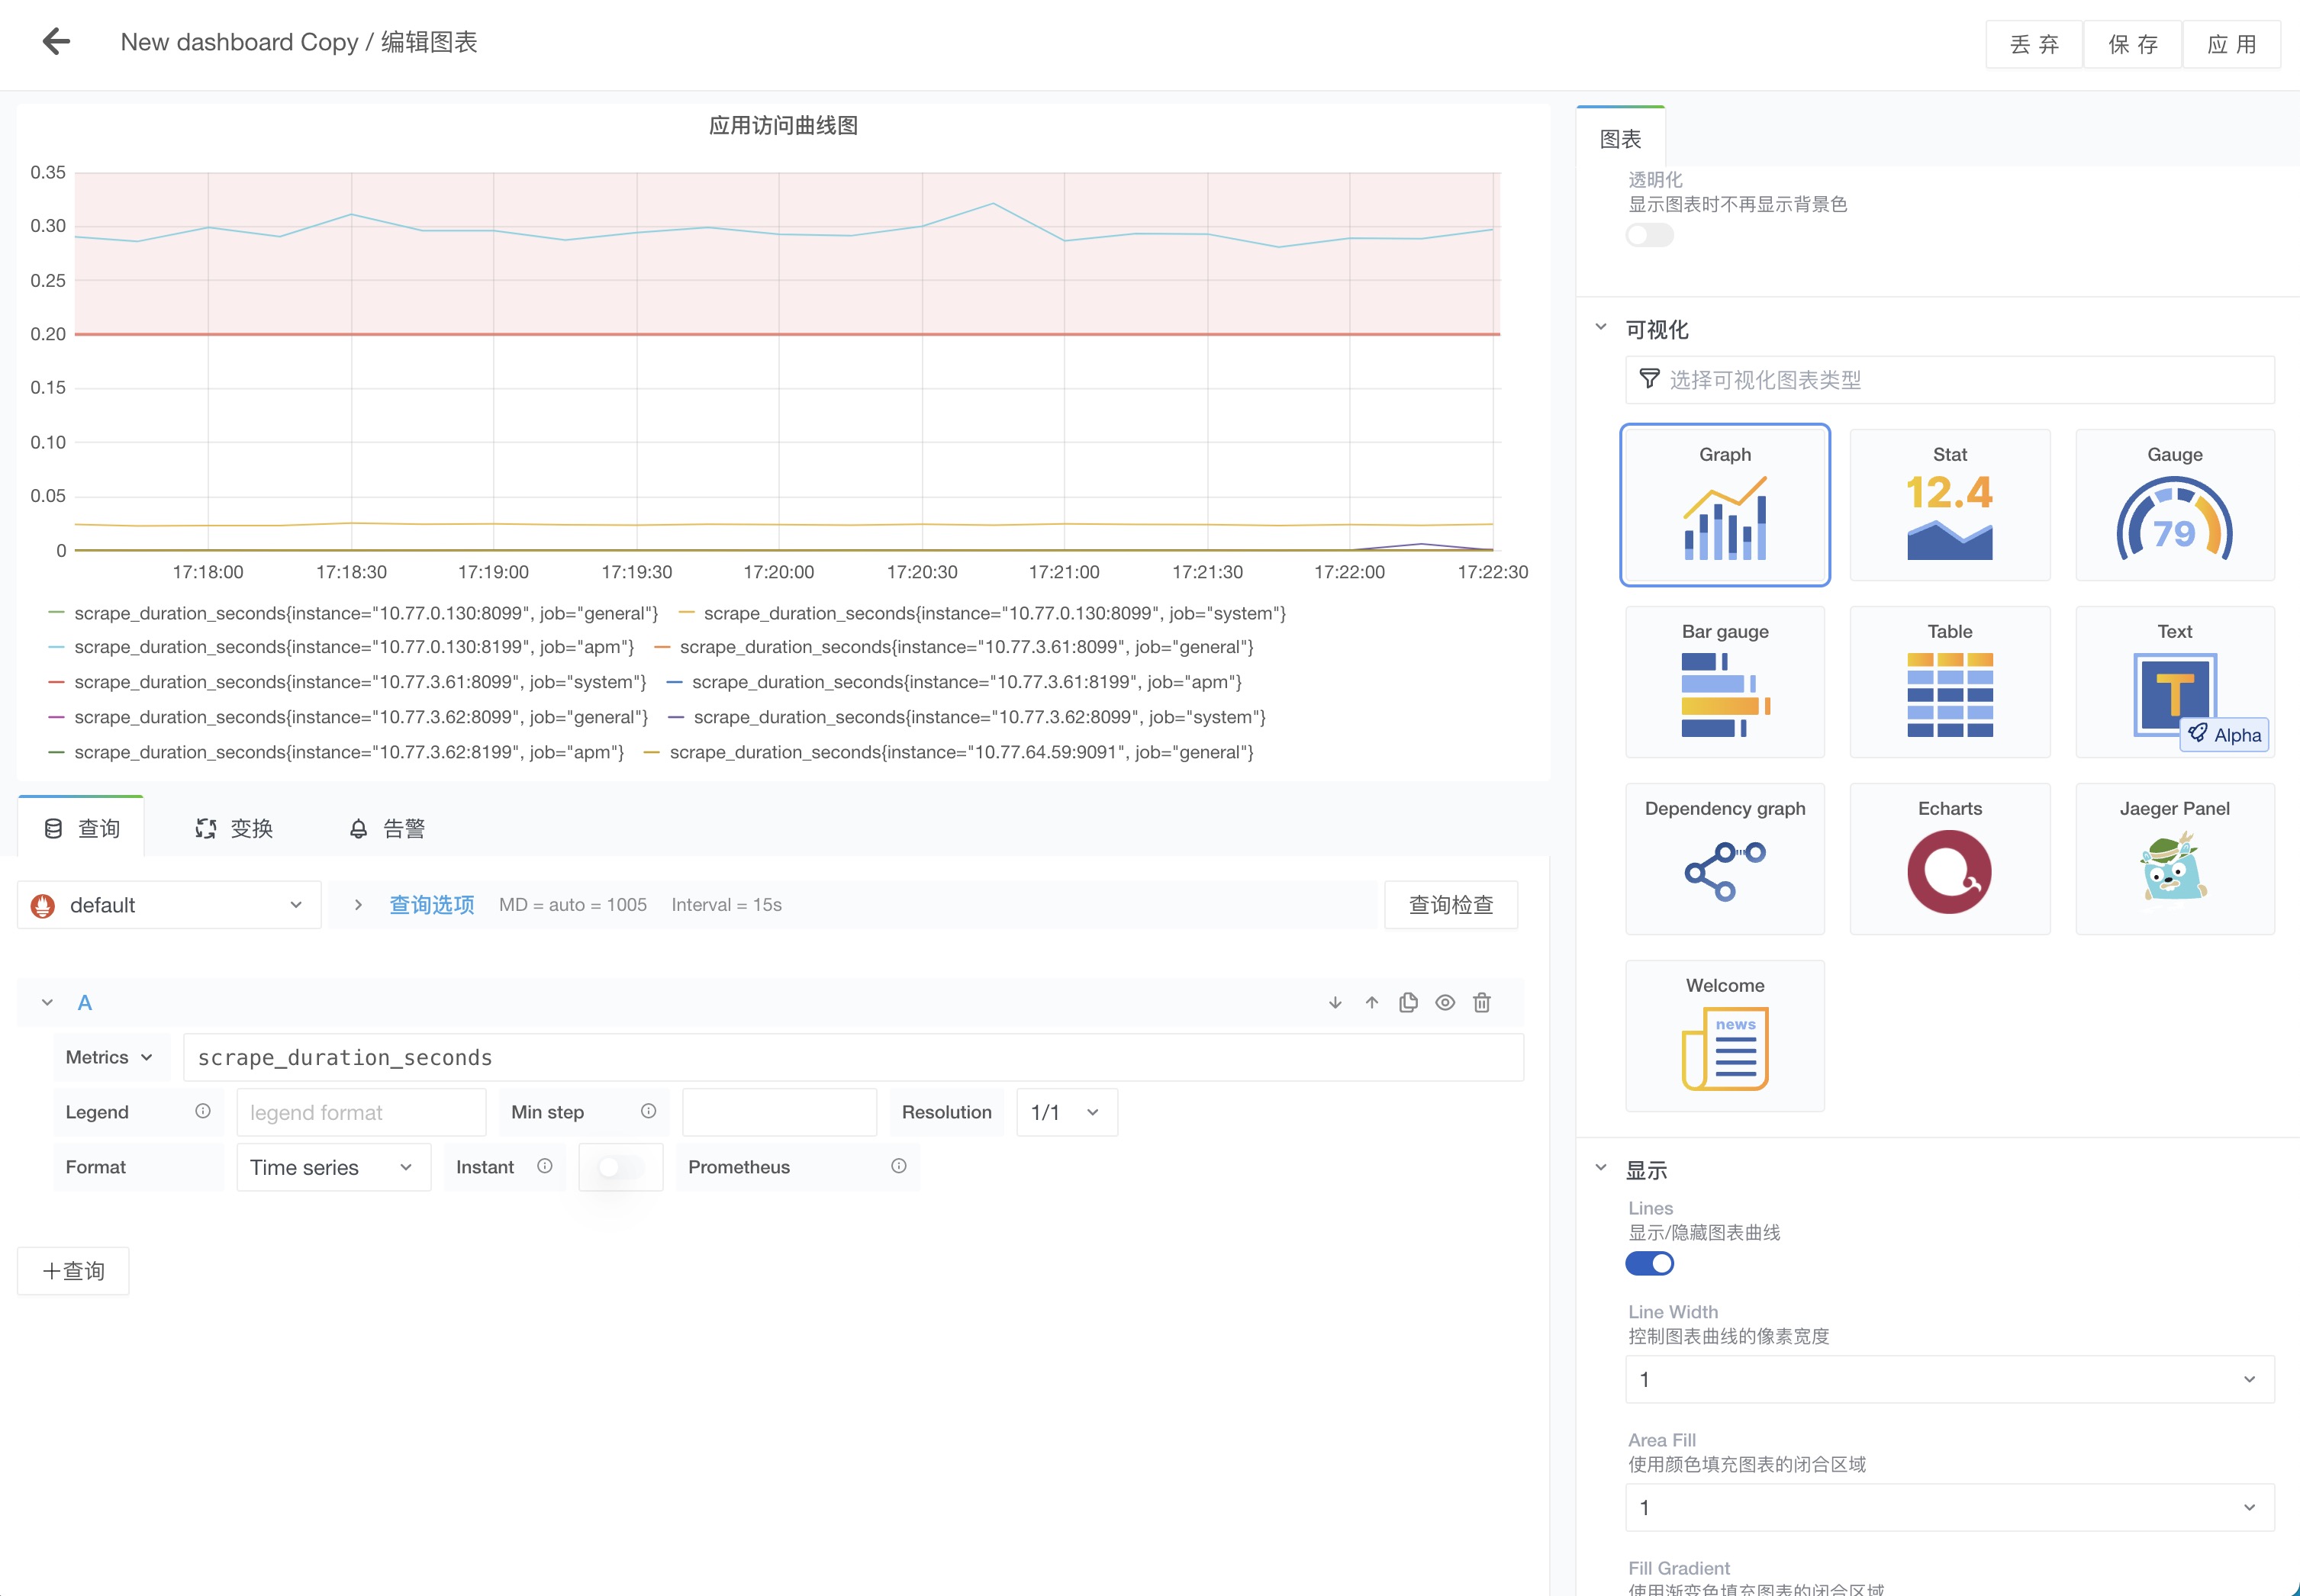 New dashboard Copy / 编辑图表
丢 弃
保 存
应 用
应用访问曲线图
0.35
0.30
0.25
0.20
0.15
0.10
0.05
0
17:18:00 17:18:30 17:19:00 17:19:30 17:20:00 17:20:30 17:21:00 17:21:30 17:22:00 17:22:30
scrape_duration_seconds{instance="10.77.0.130:8099", job="general"} scrape_duration_seconds{instance="10.77.0.130:8099", job="system"}
scrape_duration_seconds{instance="10.77.0.130:8199", job="apm"} scrape_duration_seconds{instance="10.77.3.61:8099", job="general"}
scrape_duration_seconds{instance="10.77.3.61:8099", job="system"} scrape_duration_seconds{instance="10.77.3.61:8199", job="apm"}
scrape_duration_seconds{instance="10.77.3.62:8099", job="general"} scrape_duration_seconds{instance="10.77.3.62:8099", job="system"}
scrape_duration_seconds{instance="10.77.3.62:8199", job="apm"} scrape_duration_seconds{instance="10.77.64.59:9091", job="general"}
查询
变换
告警
default
查询选项 MD = auto = 1005 Interval = 15s
查询检查
A
Metrics scrape_duration_seconds
Legend legend format Min step Resolution 1/1
Format Time series Instant Prometheus
+查询
图表
透明化
显示图表时不再显示背景色
可视化
选择可视化图表类型
Graph
Stat
12.4
Gauge
79
Bar gauge
Table
Text
T
Alpha
Dependency graph
Echarts
Jaeger Panel
Welcome
news
显示
Lines
显示/隐藏图表曲线
Line Width
控制图表曲线的像素宽度
1
Area Fill
使用颜色填充图表的闭合区域
1
Fill Gradient
使用渐变色填充图表的闭合区域